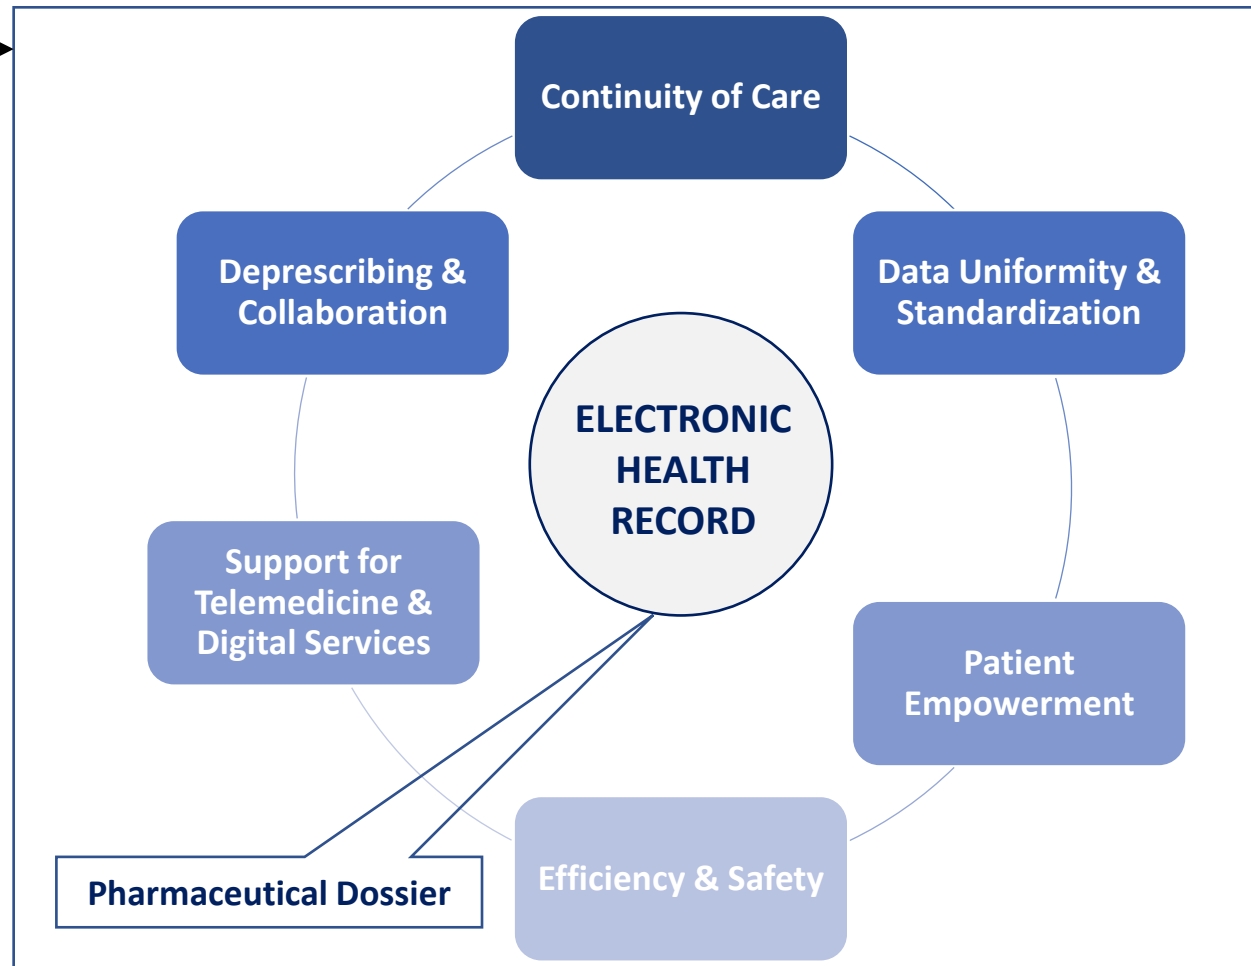 Continuity of Care
Deprescribing &
Collaboration
Data Uniformity &
Standardization
ELECTRONIC
HEALTH
RECORD
Support for
Telemedicine &
Digital Services
Patient
Empowerment
Pharmaceutical Dossier
Efficiency & Safety